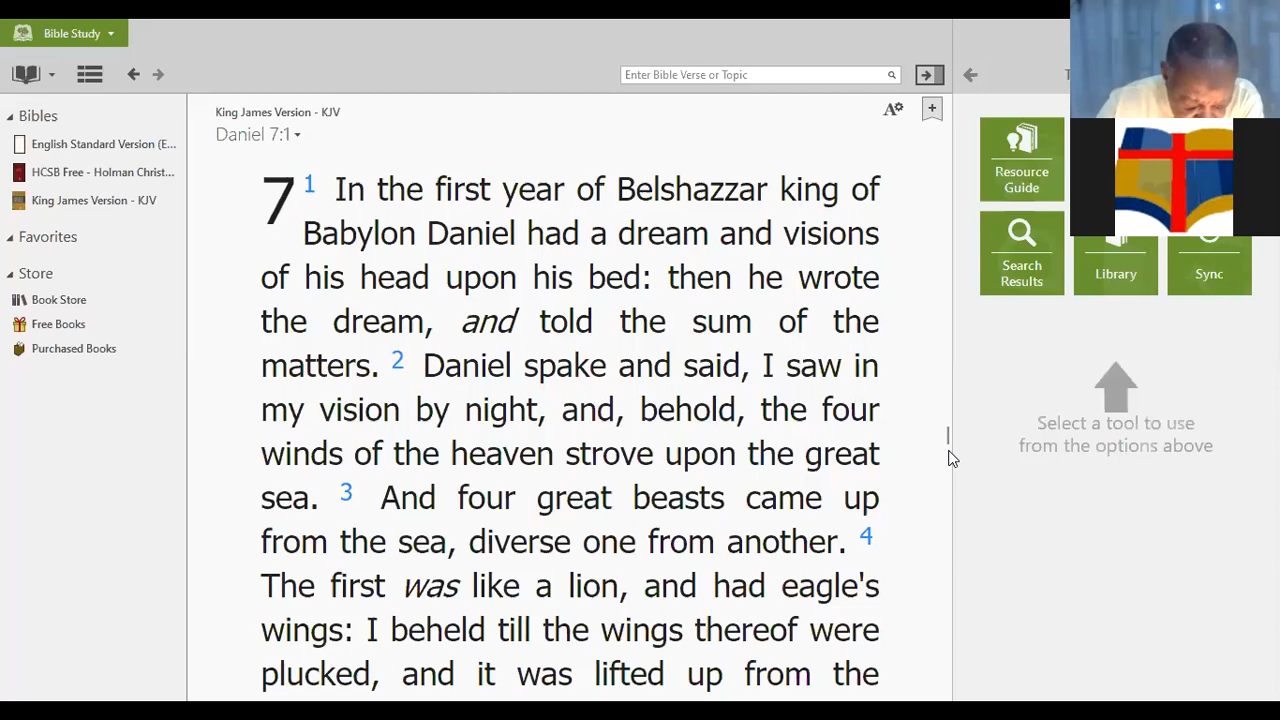 Bible Study
Enter Bible Verse or Topic
T
Bibles
English Standard Version (E...
HCSB Free - Holman Christ...
King James Version - KJV
Favorites
Store
Book Store
Free Books
Purchased Books
King James Version - KJV
Daniel 7:1
7 1 In the first year of Belshazzar king of
Babylon Daniel had a dream and visions
of his head upon his bed: then he wrote
the dream, and told the sum of the
matters. 2 Daniel spake and said, I saw in
my vision by night, and, behold, the four
winds of the heaven strove upon the great
sea. 3 And four great beasts came up
from the sea, diverse one from another. 4
The first was like a lion, and had eagle's
wings: I beheld till the wings thereof were
plucked, and it was lifted up from the
Resource
Guide
Search
Results
Library
Sync
Select a tool to use
from the options above